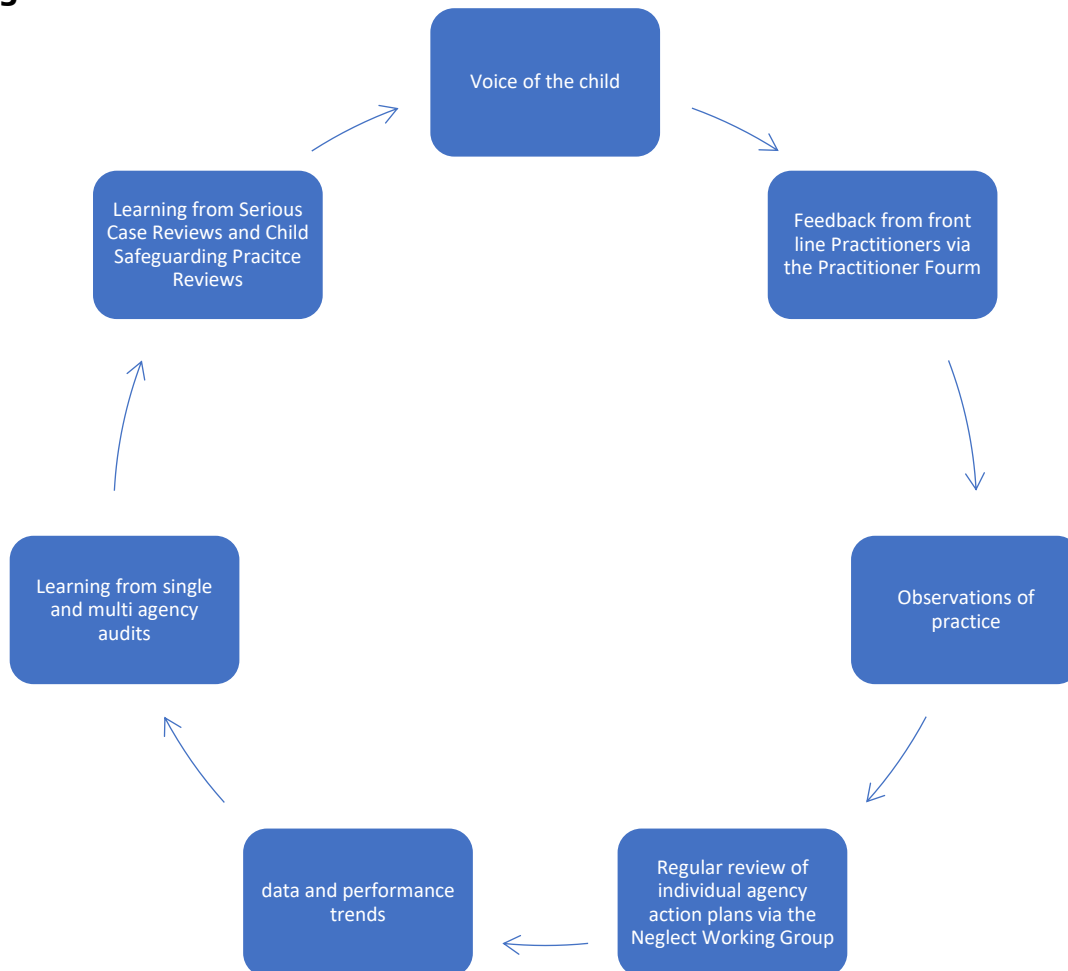 Voice of the child
Feedback from front
line Practitioners via
the Practitioner Fourm
Observations of
practice
Regular review of
individual agency
action plans via the
Neglect Working Group
data and performance
trends
Learning from single
and multi agency
audits
Learning from Serious
Case Reviews and Child
Safeguarding Pracitce
Reviews